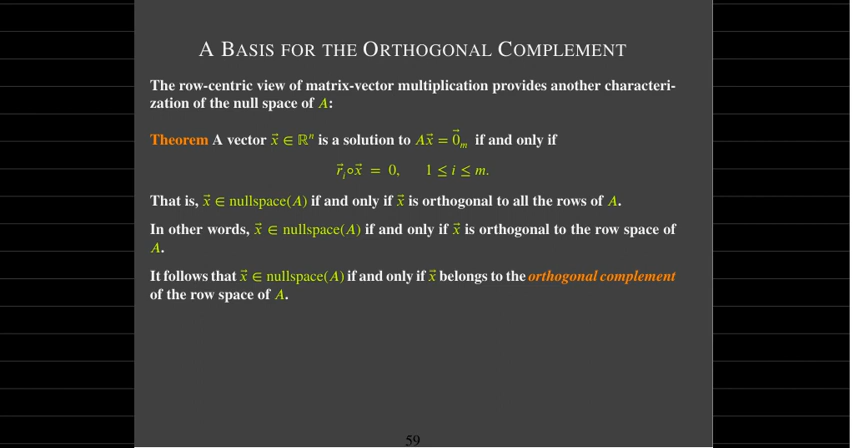 A BASIS FOR THE ORTHOGONAL COMPLEMENT
The row-centric view of matrix-vector multiplication provides another characteri-
zation of the null space of A:
Theorem A vector x⃗ ∈ ℝⁿ is a solution to Ax⃗ = 0⃗ₘ if and only if
r⃗ᵢ∘x⃗ = 0, 1 ≤ i ≤ m.
That is, x⃗ ∈ nullspace(A) if and only if x⃗ is orthogonal to all the rows of A.
In other words, x⃗ ∈ nullspace(A) if and only if x⃗ is orthogonal to the row space of
A.
It follows that x⃗ ∈ nullspace(A) if and only if x⃗ belongs to the orthogonal complement
of the row space of A.
59